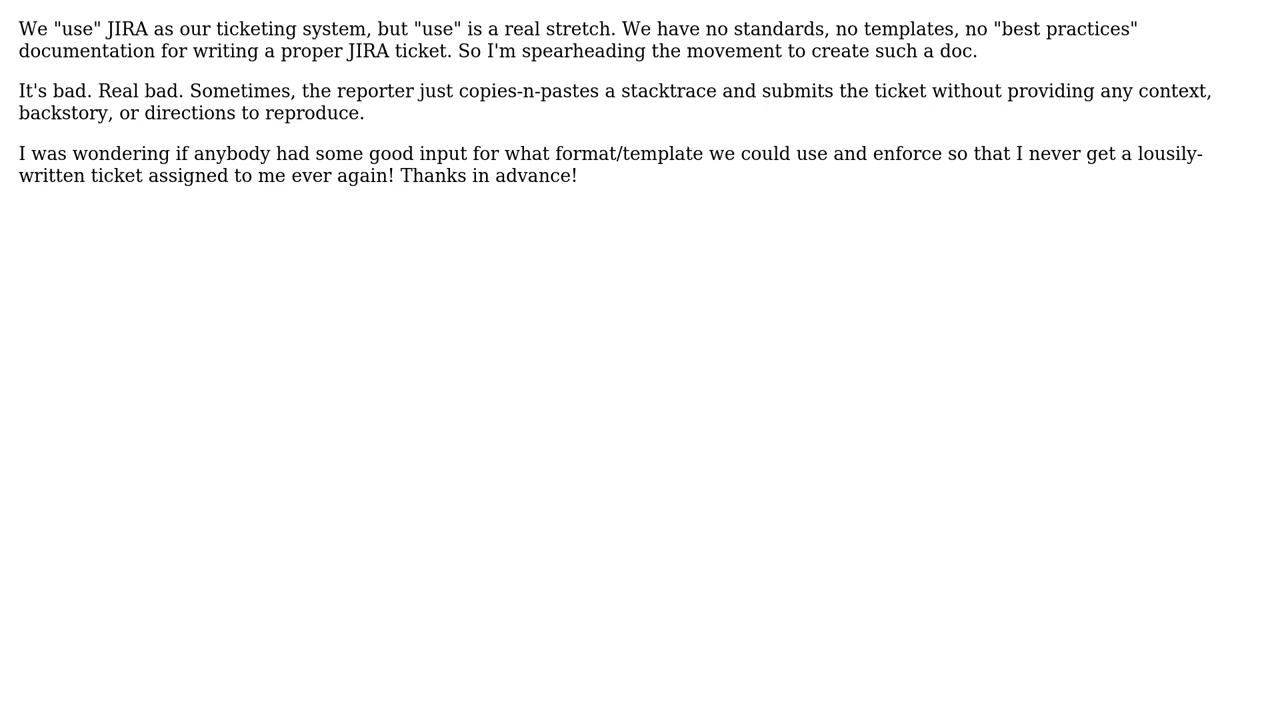 We "use" JIRA as our ticketing system, but "use" is a real stretch. We have no standards, no templates, no "best practices"
documentation for writing a proper JIRA ticket. So I'm spearheading the movement to create such a doc.
It's bad. Real bad. Sometimes, the reporter just copies-n-pastes a stacktrace and submits the ticket without providing any context,
backstory, or directions to reproduce.
I was wondering if anybody had some good input for what format/template we could use and enforce so that I never get a lousily-
written ticket assigned to me ever again! Thanks in advance!